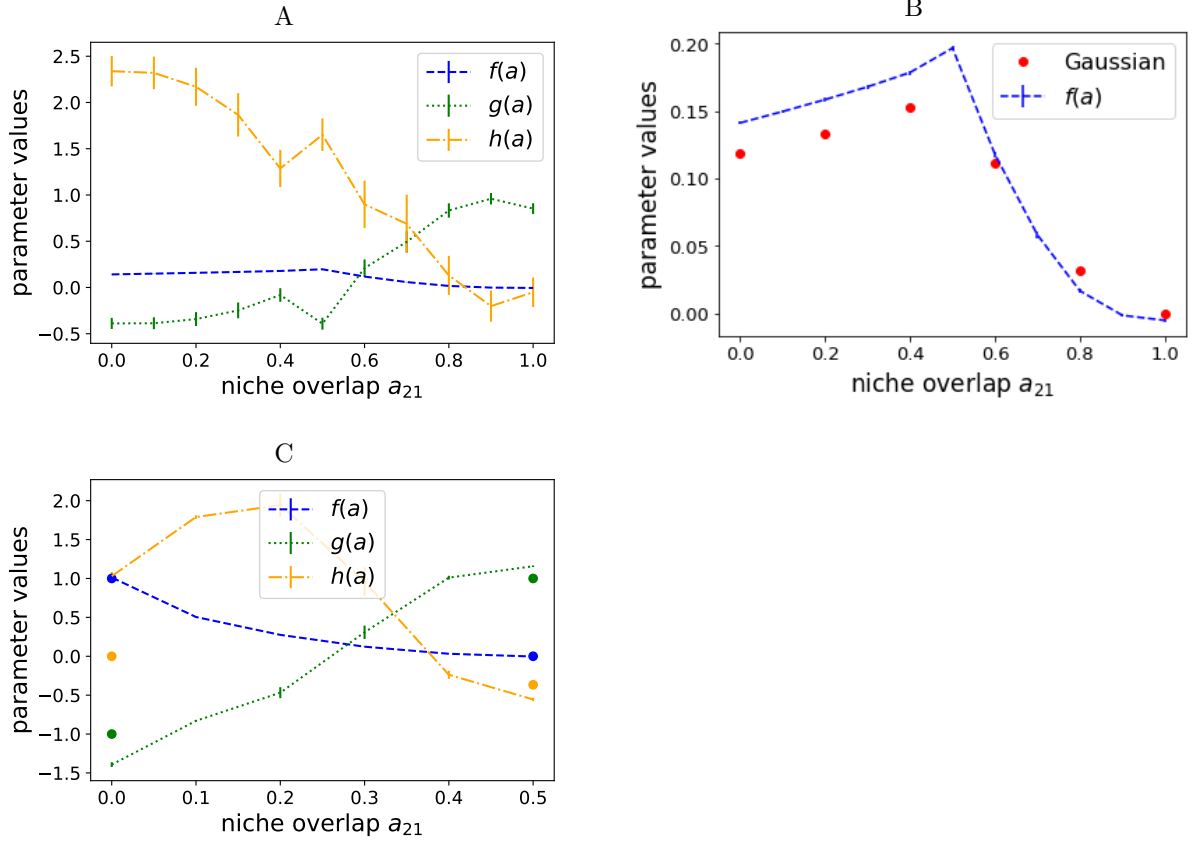 A
2.5
2.0
1.5
1.0
0.5
0.0
−0.5
parameter values
f(a)
g(a)
h(a)
0.0 0.2 0.4 0.6 0.8 1.0
niche overlap a21
B
0.20
0.15
0.10
0.05
0.00
parameter values
Gaussian
f(a)
0.0 0.2 0.4 0.6 0.8 1.0
niche overlap a21
C
2.0
1.5
1.0
0.5
0.0
−0.5
−1.0
−1.5
parameter values
f(a)
g(a)
h(a)
0.0 0.1 0.2 0.3 0.4 0.5
niche overlap a21